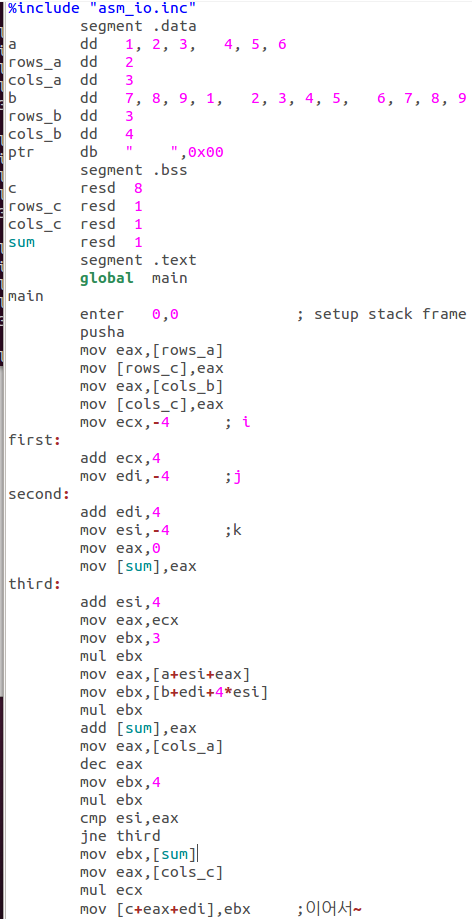 %include "asm_io.inc"
segment .data
a dd 1, 2, 3, 4, 5, 6
rows_a dd 2
cols_a dd 3
b dd 7, 8, 9, 1, 2, 3, 4, 5, 6, 7, 8, 9
rows_b dd 3
cols_b dd 4
ptr db "    ",0x00
segment .bss
c resd 8
rows_c resd 1
cols_c resd 1
sum resd 1
segment .text
global main
main
enter 0,0 ; setup stack frame
pusha
mov eax,[rows_a]
mov [rows_c],eax
mov eax,[cols_b]
mov [cols_c],eax
mov ecx,-4 ; i
first:
add ecx,4
mov edi,-4 ;j
second:
add edi,4
mov esi,-4 ;k
mov eax,0
mov [sum],eax
third:
add esi,4
mov eax,ecx
mov ebx,3
mul ebx
mov eax,[a+esi+eax]
mov ebx,[b+edi+4*esi]
mul ebx
add [sum],eax
mov eax,[cols_a]
dec eax
mov ebx,4
mul ebx
cmp esi,eax
jne third
mov ebx,[sum]
mov eax,[cols_c]
mul ecx
mov [c+eax+edi],ebx ;이어서~